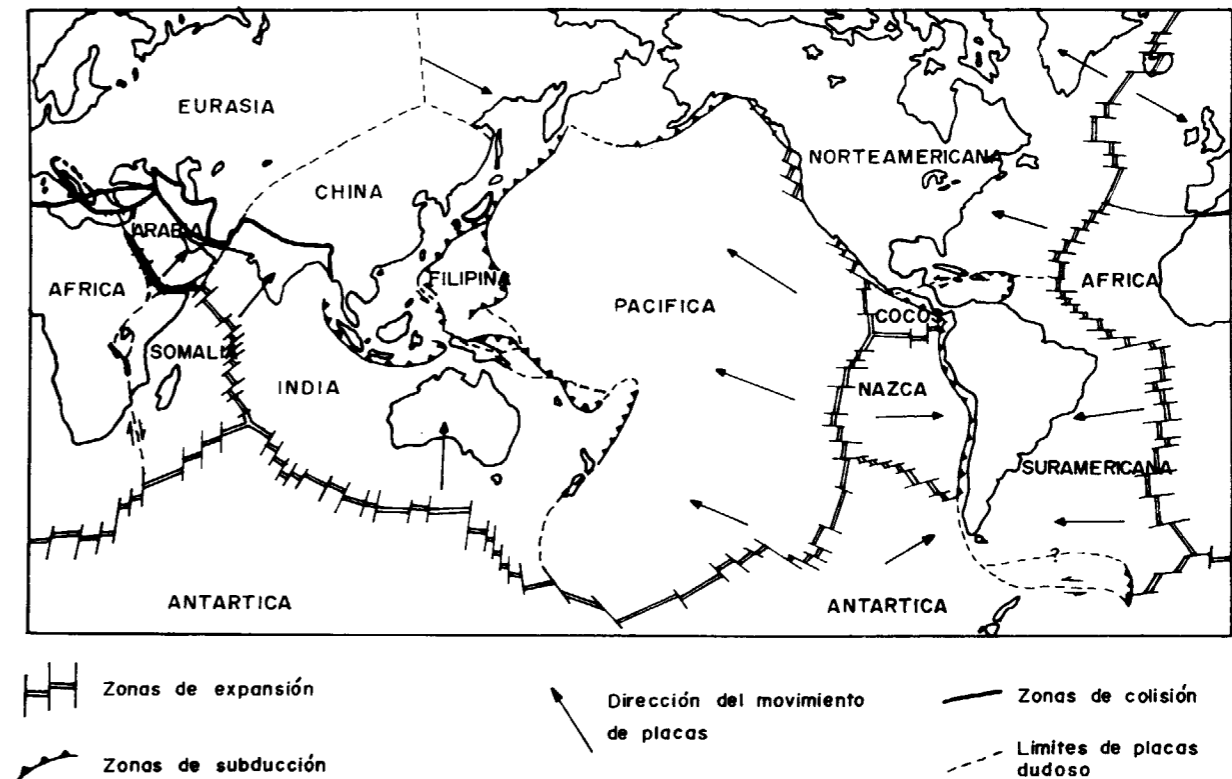 EURASIA
CHINA
NORTEAMERICANA
ARABIA
AFRICA
FILIPINA
AFRICA
PACIFICA
COCOS
SOMALIA
INDIA
NAZCA
SURAMERICANA
?
ANTARTICA
ANTARTICA
Zonas de expansión
Dirección del movimiento
de placas
Zonas de colisión
Zonas de subducción
Limites de placas
dudoso